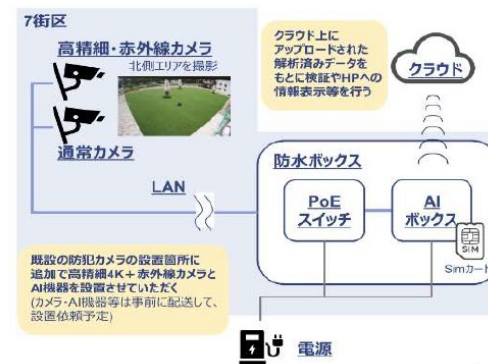 7街区
高精細・赤外線カメラ
北側エリアを撮影
通常カメラ
LAN
クラウド上に
アップロードされた
解析済みデータを
もとに検証やHPへの
情報表示等を行う
クラウド
防水ボックス
PoE
スイッチ
AI
ボックス
SIM
Simカード
既設の防犯カメラの設置箇所に
追加で高精細4K＋赤外線カメラと
AI機器を設置させていただく
(カメラ・AI機器等は事前に配送して、
設置依頼予定)
電源